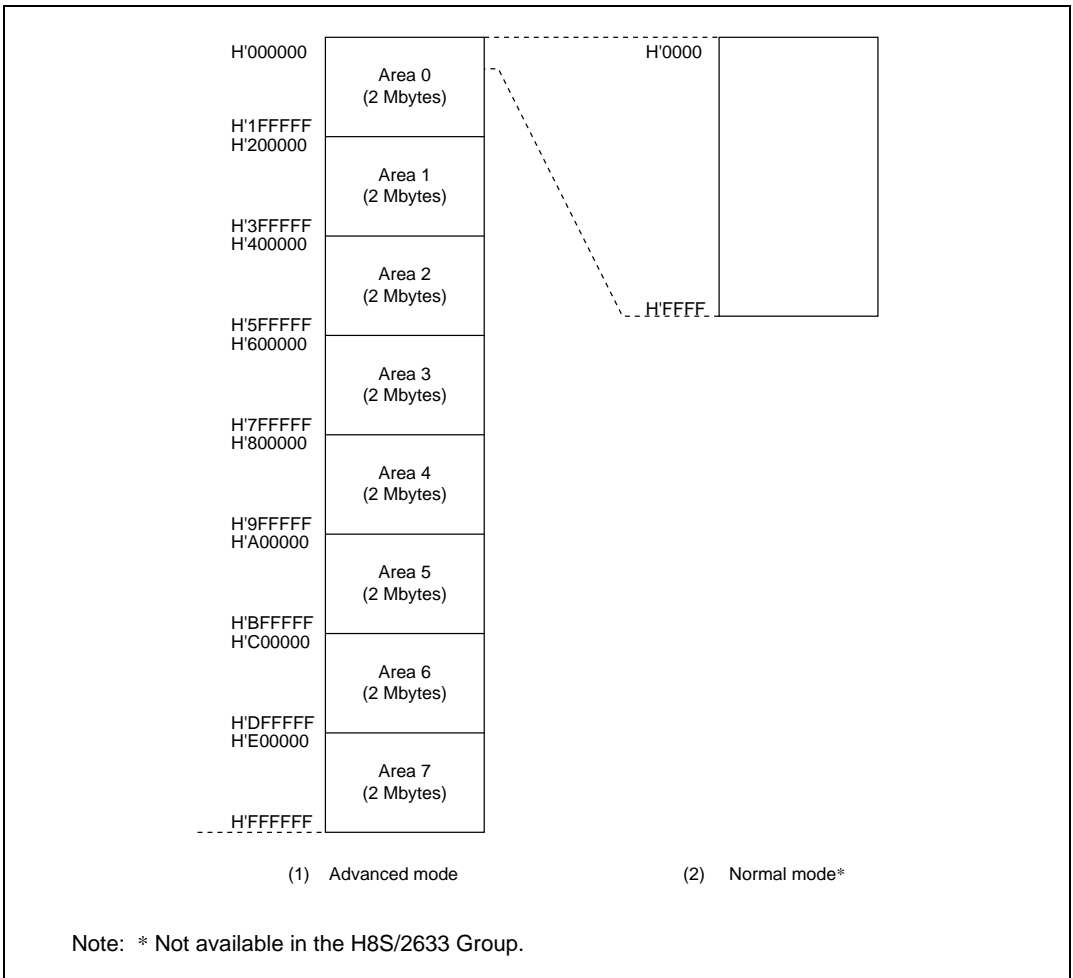 H'000000
Area 0
(2 Mbytes)
H'1FFFFF
H'200000
Area 1
(2 Mbytes)
H'3FFFFF
H'400000
Area 2
(2 Mbytes)
H'5FFFFF
H'600000
Area 3
(2 Mbytes)
H'7FFFFF
H'800000
Area 4
(2 Mbytes)
H'9FFFFF
H'A00000
Area 5
(2 Mbytes)
H'BFFFFF
H'C00000
Area 6
(2 Mbytes)
H'DFFFFF
H'E00000
Area 7
(2 Mbytes)
H'FFFFFF
(1) Advanced mode
H'0000
H'FFFF
(2) Normal mode*
Note: * Not available in the H8S/2633 Group.